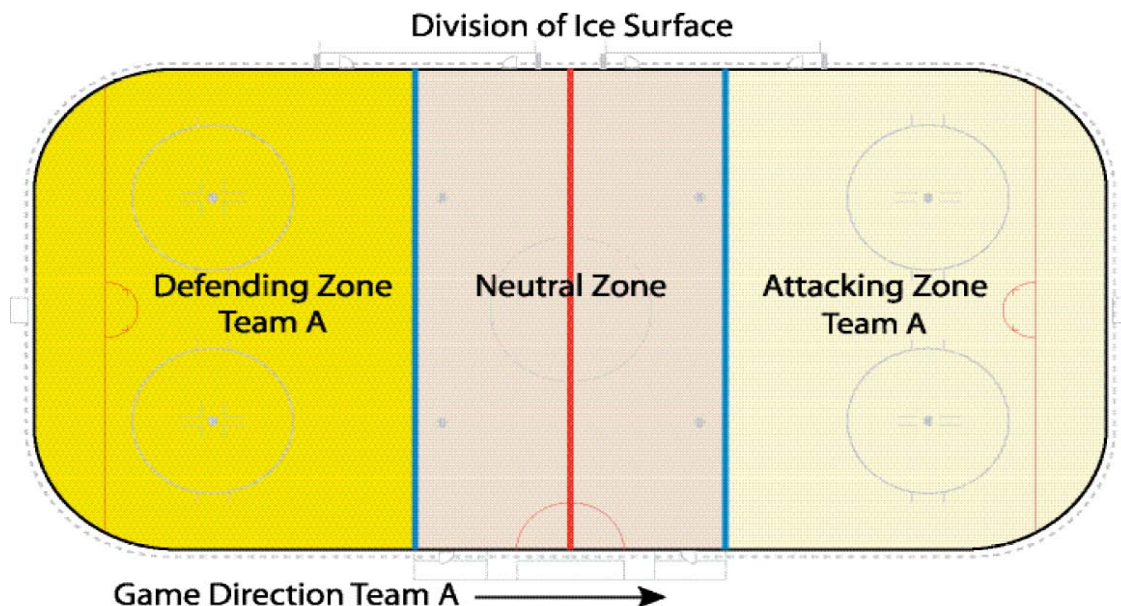 Division of Ice Surface
Defending Zone
Team A
Neutral Zone
Attacking Zone
Team A
Game Direction Team A